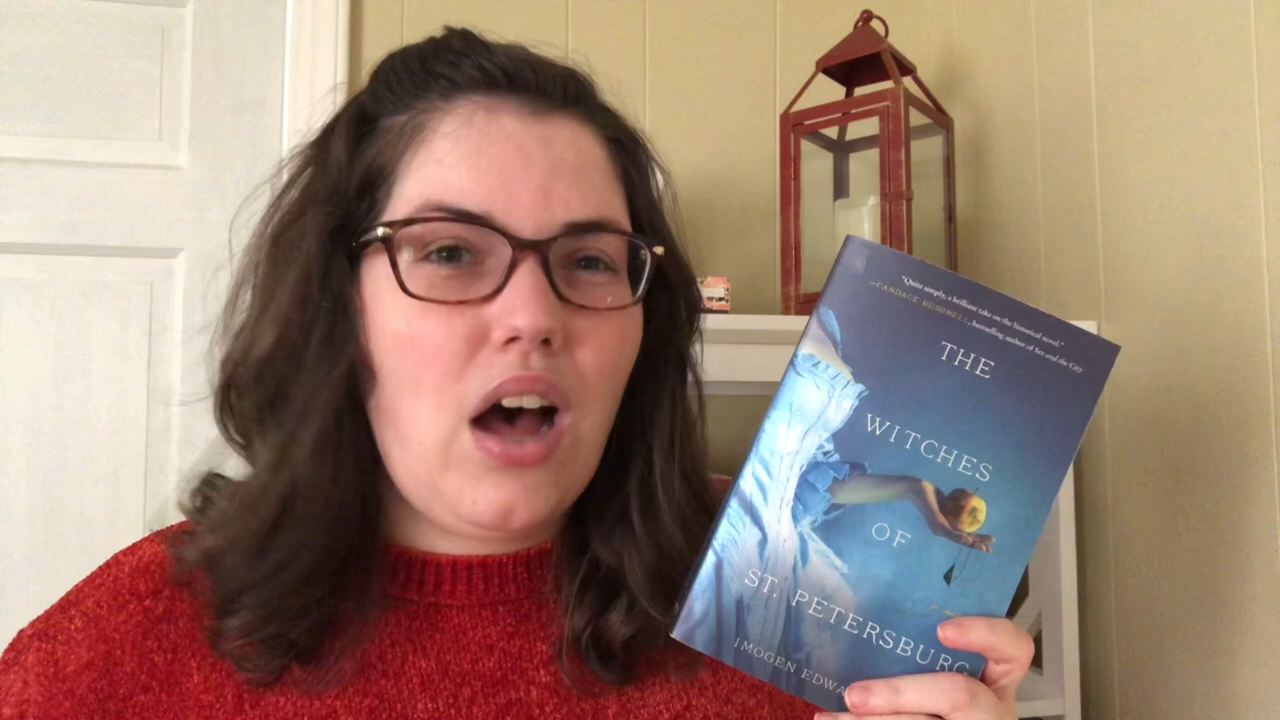 "Quite simply, a brilliant take on the historical novel."
—CANDACE BUSHNELL, bestselling author of Sex and the City
THE
WITCHES
OF
ST. PETERSBURG
IMOGEN EDWA